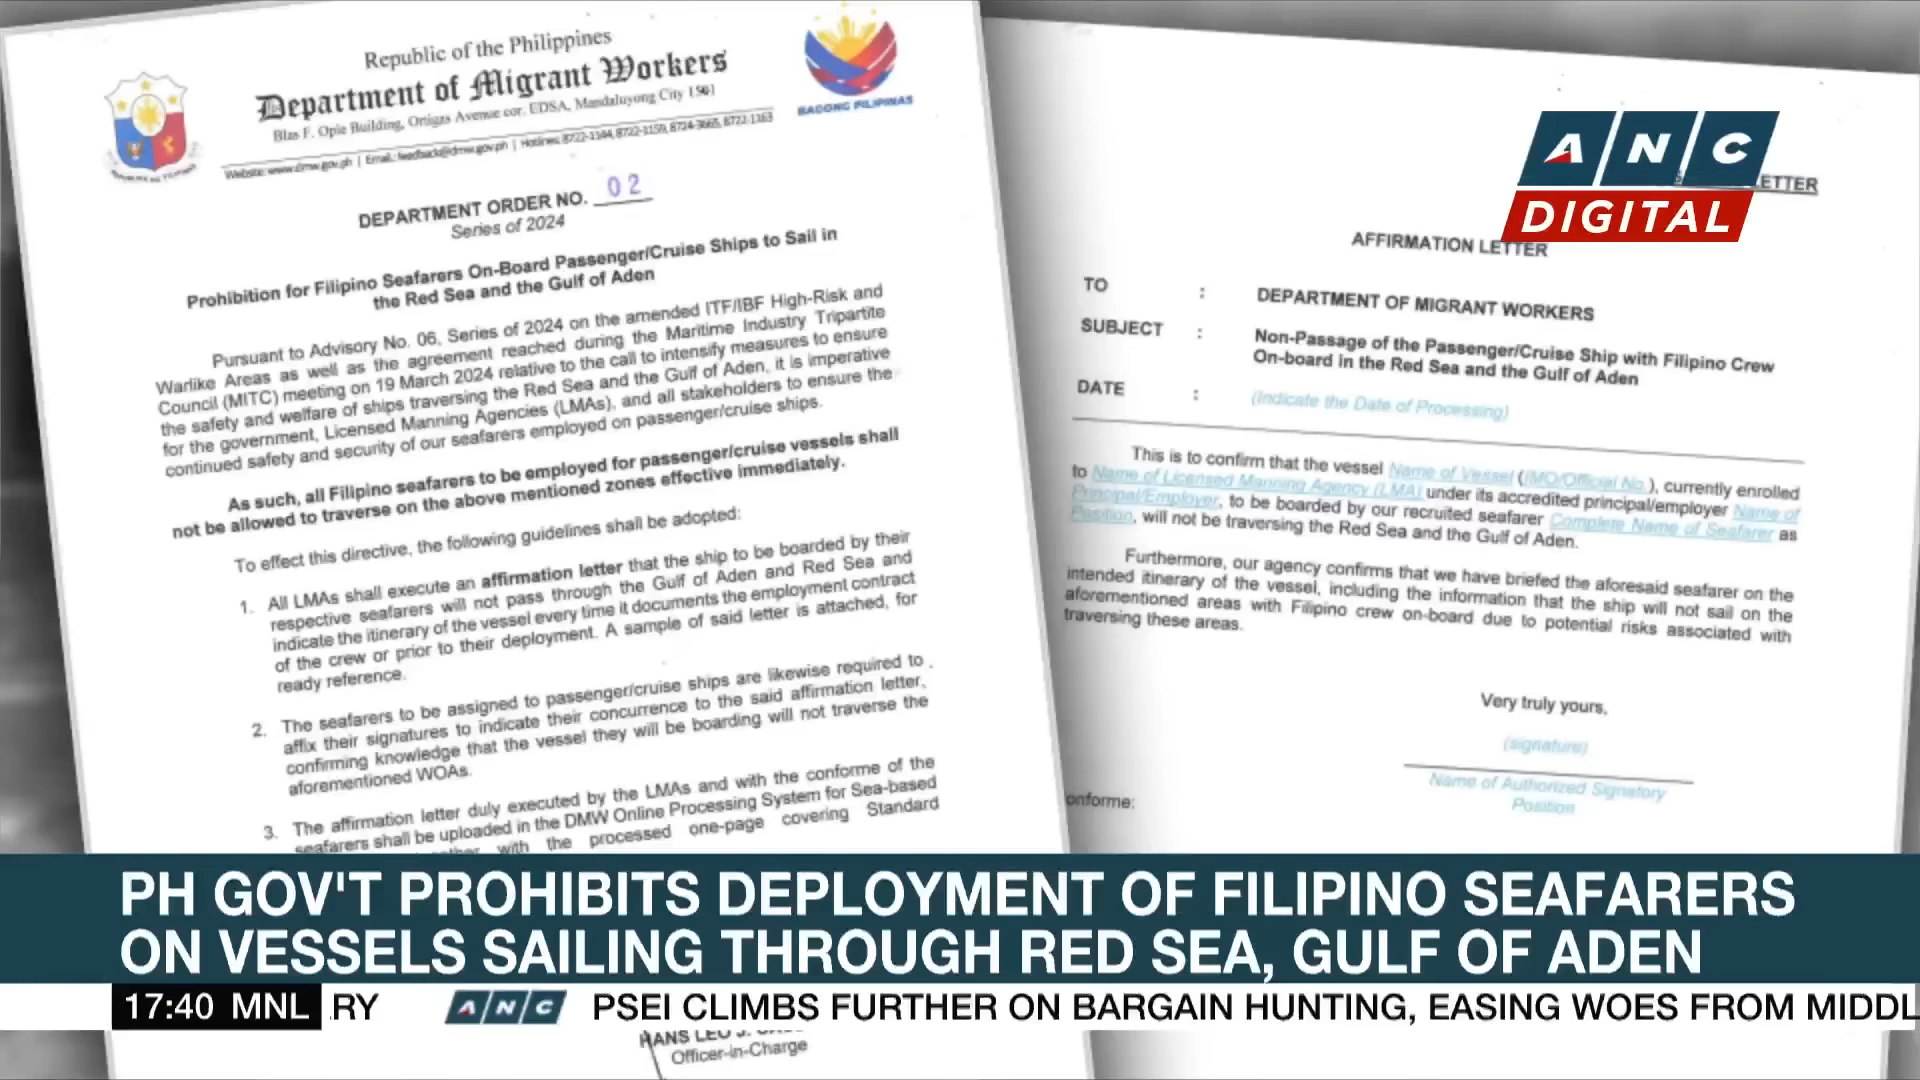 Republic of the Philippines
Department of Migrant Workers
Blas F. Ople Building, Ortigas Avenue cor. EDSA, Mandaluyong City 1501
Website: www.dmw.gov.ph | Email: feedback@dmw.gov.ph | Hotlines: 8722-1144, 8722-1159, 8724-3665, 8722-1163
BAGONG PILIPINAS
DEPARTMENT ORDER NO. 02
Series of 2024
Prohibition for Filipino Seafarers On-Board Passenger/Cruise Ships to Sail in
the Red Sea and the Gulf of Aden
Pursuant to Advisory No. 06, Series of 2024 on the amended ITF/IBF High-Risk and
Warlike Areas as well as the agreement reached during the Maritime Industry Tripartite
Council (MITC) meeting on 19 March 2024 relative to the call to intensify measures to ensure
the safety and welfare of ships traversing the Red Sea and the Gulf of Aden, it is imperative
for the government, Licensed Manning Agencies (LMAs), and all stakeholders to ensure the
continued safety and security of our seafarers employed on passenger/cruise ships.
As such, all Filipino seafarers to be employed for passenger/cruise vessels shall
not be allowed to traverse on the above mentioned zones effective immediately.
To effect this directive, the following guidelines shall be adopted:
1. All LMAs shall execute an affirmation letter that the ship to be boarded by their
respective seafarers will not pass through the Gulf of Aden and Red Sea and
indicate the itinerary of the vessel every time it documents the employment contract
of the crew or prior to their deployment. A sample of said letter is attached, for
ready reference.
2. The seafarers to be assigned to passenger/cruise ships are likewise required to
affix their signatures to indicate their concurrence to the said affirmation letter,
confirming knowledge that the vessel they will be boarding will not traverse the
aforementioned WOAs.
3. The affirmation letter duly executed by the LMAs and with the conforme of the
seafarers shall be uploaded in the DMW Online Processing System for Sea-based
with the processed one-page covering Standard
HANS LEO J.
Officer-in-Charge
ETTER
AFFIRMATION LETTER
TO : DEPARTMENT OF MIGRANT WORKERS
SUBJECT : Non-Passage of the Passenger/Cruise Ship with Filipino Crew
On-board in the Red Sea and the Gulf of Aden
DATE : (Indicate the Date of Processing)
This is to confirm that the vessel Name of Vessel (IMO/Official No.), currently enrolled
to Name of Licensed Manning Agency (LMA) under its accredited principal/employer Name of
Principal/Employer, to be boarded by our recruited seafarer Complete Name of Seafarer as
Position, will not be traversing the Red Sea and the Gulf of Aden.
Furthermore, our agency confirms that we have briefed the aforesaid seafarer on the
intended itinerary of the vessel, including the information that the ship will not sail on the
aforementioned areas with Filipino crew on-board due to potential risks associated with
traversing these areas.
Very truly yours,
(signature)
Name of Authorized Signatory
Position
onforme:
ANC
DIGITAL
PH GOV'T PROHIBITS DEPLOYMENT OF FILIPINO SEAFARERS
ON VESSELS SAILING THROUGH RED SEA, GULF OF ADEN
17:40 MNL RY ANC PSEI CLIMBS FURTHER ON BARGAIN HUNTING, EASING WOES FROM MIDDL